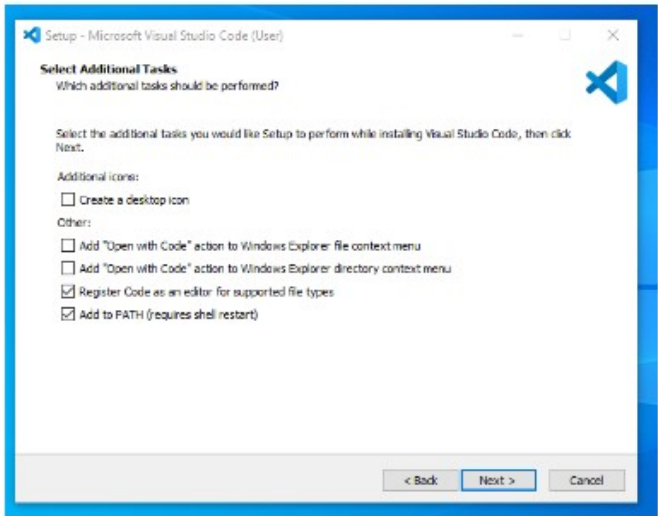 Setup - Microsoft Visual Studio Code (User)
Select Additional Tasks
Which additional tasks should be performed?
Select the additional tasks you would like Setup to perform while installing Visual Studio Code, then click
Next.
Additional icons:
Create a desktop icon
Other:
Add "Open with Code" action to Windows Explorer file context menu
Add "Open with Code" action to Windows Explorer directory context menu
Register Code as an editor for supported file types
Add to PATH (requires shell restart)
< Back Next > Cancel